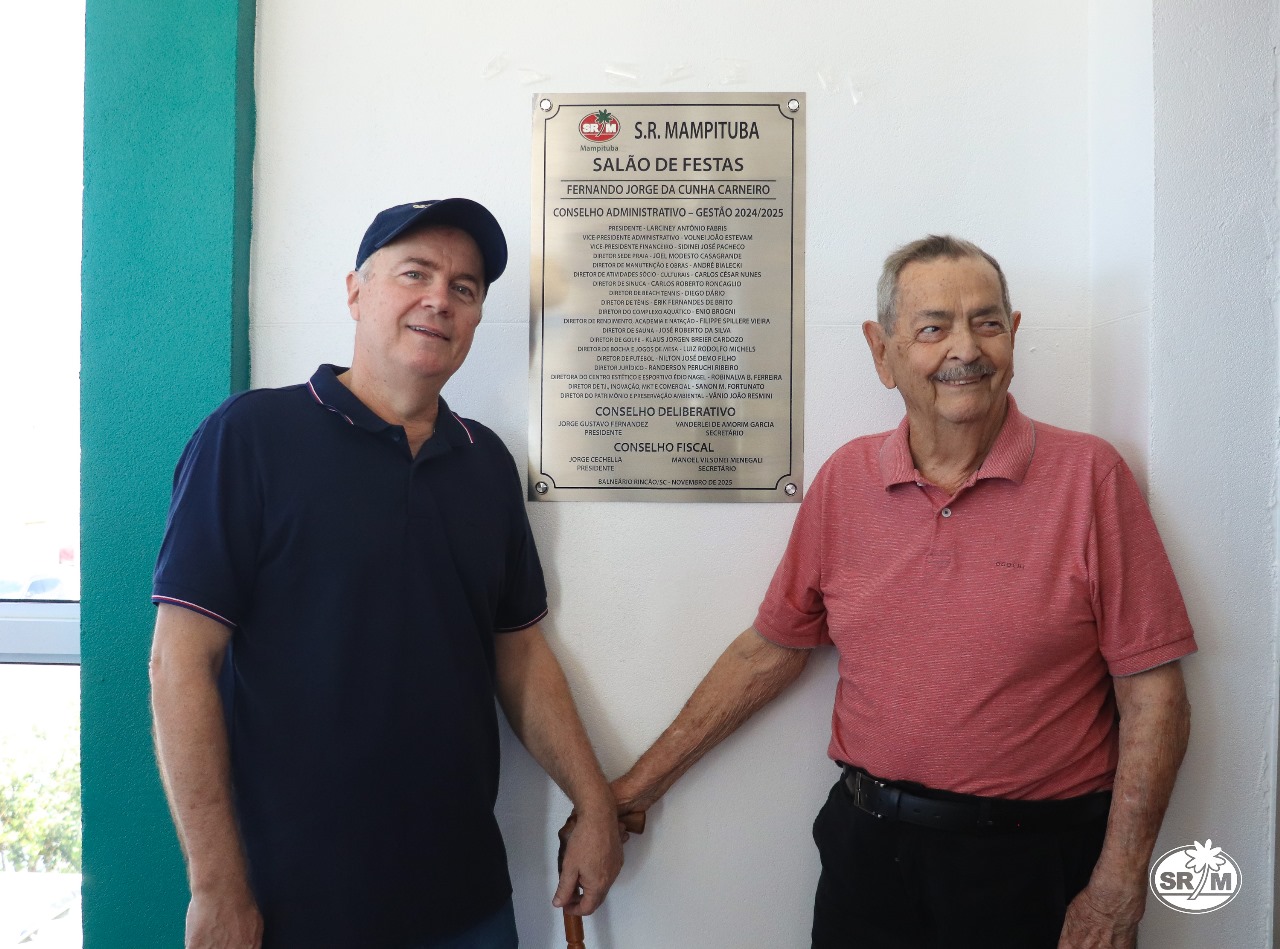 SR M
Mampituba
S.R. MAMPITUBA
SALÃO DE FESTAS
FERNANDO JORGE DA CUNHA CARNEIRO
CONSELHO ADMINISTRATIVO – GESTÃO 2024/2025
PRESIDENTE - LARCINEY ANTÔNIO FABRIS
VICE-PRESIDENTE ADMINISTRATIVO - VOLNEI JOÃO ESTEVAM
VICE-PRESIDENTE FINANCEIRO - SIDINEI JOSÉ PACHECO
DIRETOR SEDE PRAIA - JOEL MODESTO CASAGRANDE
DIRETOR DE MANUTENÇÃO E OBRAS - ANDRÉ BIALECKI
DIRETOR DE ATIVIDADES SÓCIO - CULTURAIS - CARLOS CÉSAR NUNES
DIRETOR DE SINUCA - CARLOS ROBERTO RONCAGLIO
DIRETOR DE BEACH TENNIS - DIEGO DÁRIO
DIRETOR DE TÊNIS - ERIK FERNANDES DE BRITO
DIRETOR DO COMPLEXO AQUÁTICO - ENIO BROGNI
DIRETOR DE RENDIMENTO, ACADEMIA E NATAÇÃO - FILIPPE SPILLERE VIEIRA
DIRETOR DE SAUNA - JOSÉ ROBERTO DA SILVA
DIRETOR DE GOLFE - KLAUS JORGEN BREIER CARDOZO
DIRETOR DE BOCHA E JOGOS DE MESA - LUIZ RODOLFO MICHELS
DIRETOR DE FUTEBOL - NILTON JOSÉ DEMO FILHO
DIRETOR JURÍDICO - RANDERSON PERUCHI RIBEIRO
DIRETORA DO CENTRO ESTÉTICO E ESPORTIVO ÉDIO NAGEL - ROBINALVA B. FERREIRA
DIRETOR DE T.I., INOVAÇÃO, MKT E COMERCIAL - SANON M. FORTUNATO
DIRETOR DO PATRIMÔNIO E PRESERVAÇÃO AMBIENTAL - VÂNIO JOÃO RESMINI
CONSELHO DELIBERATIVO
JORGE GUSTAVO FERNANDEZ VANDERLEI DE AMORIM GARCIA
PRESIDENTE SECRETÁRIO
CONSELHO FISCAL
JORGE CECHELLA MANOEL VILSONEI MENEGALI
PRESIDENTE SECRETÁRIO
BALNEÁRIO RINCÃO/SC - NOVEMBRO DE 2025
SR M